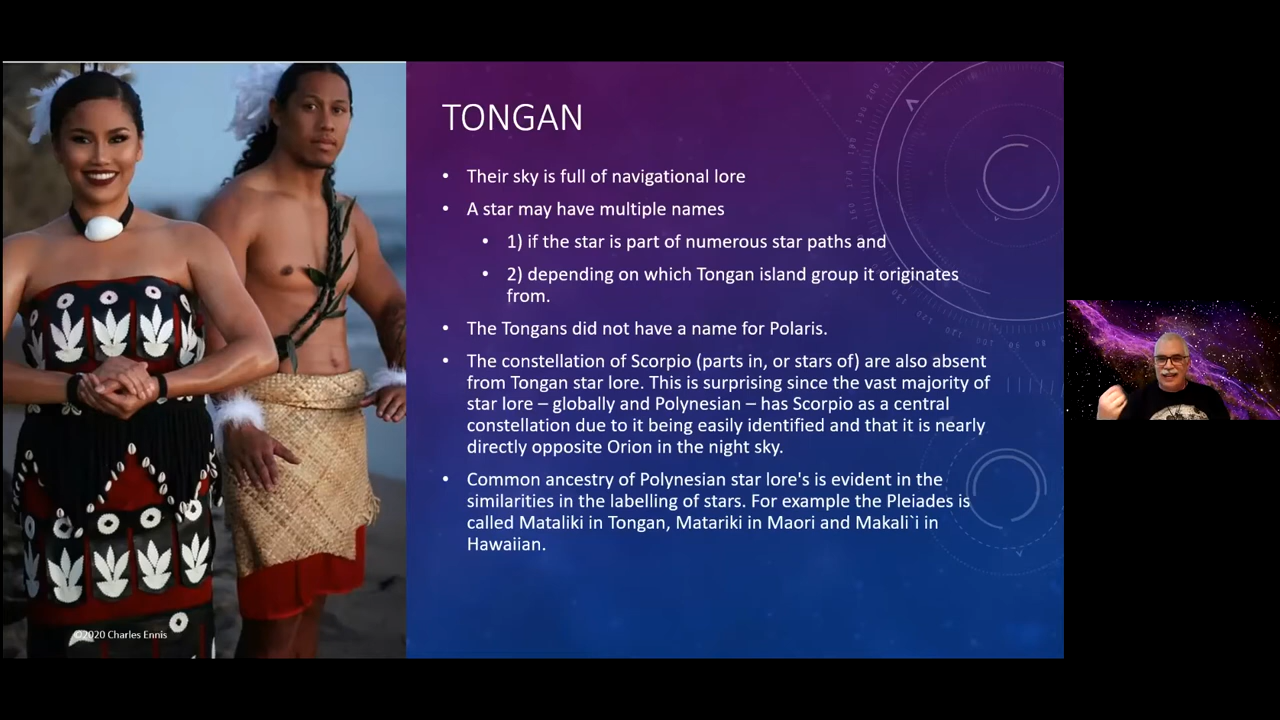 TONGAN
• Their sky is full of navigational lore
• A star may have multiple names
• 1) if the star is part of numerous star paths and
• 2) depending on which Tongan island group it originates
from.
• The Tongans did not have a name for Polaris.
• The constellation of Scorpio (parts in, or stars of) are also absent
from Tongan star lore. This is surprising since the vast majority of
star lore – globally and Polynesian – has Scorpio as a central
constellation due to it being easily identified and that it is nearly
directly opposite Orion in the night sky.
• Common ancestry of Polynesian star lore's is evident in the
similarities in the labelling of stars. For example the Pleiades is
called Mataliki in Tongan, Matariki in Maori and Makali`i in
Hawaiian.
©2020 Charles Ennis